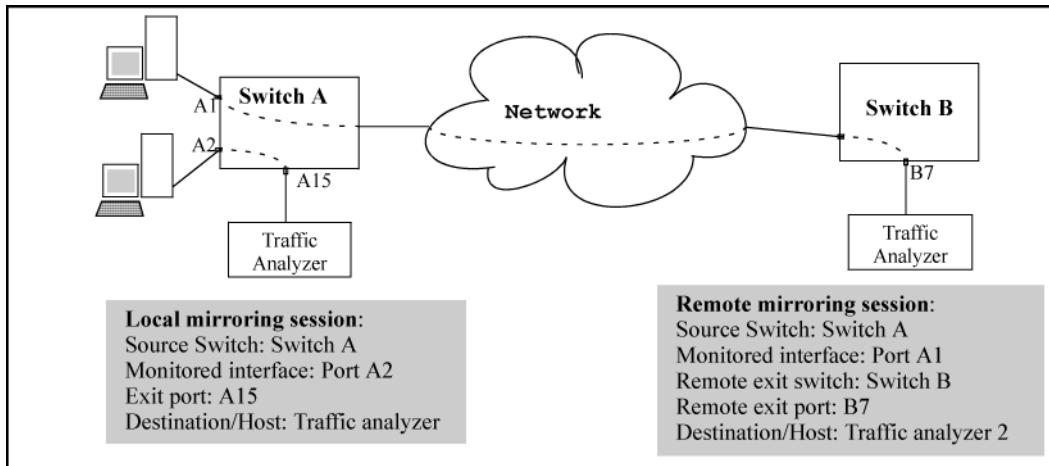 Switch A
A1
A2
A15
Traffic
Analyzer
Network
Switch B
B7
Traffic
Analyzer
Local mirroring session:
Source Switch: Switch A
Monitored interface: Port A2
Exit port: A15
Destination/Host: Traffic analyzer
Remote mirroring session:
Source Switch: Switch A
Monitored interface: Port A1
Remote exit switch: Switch B
Remote exit port: B7
Destination/Host: Traffic analyzer 2